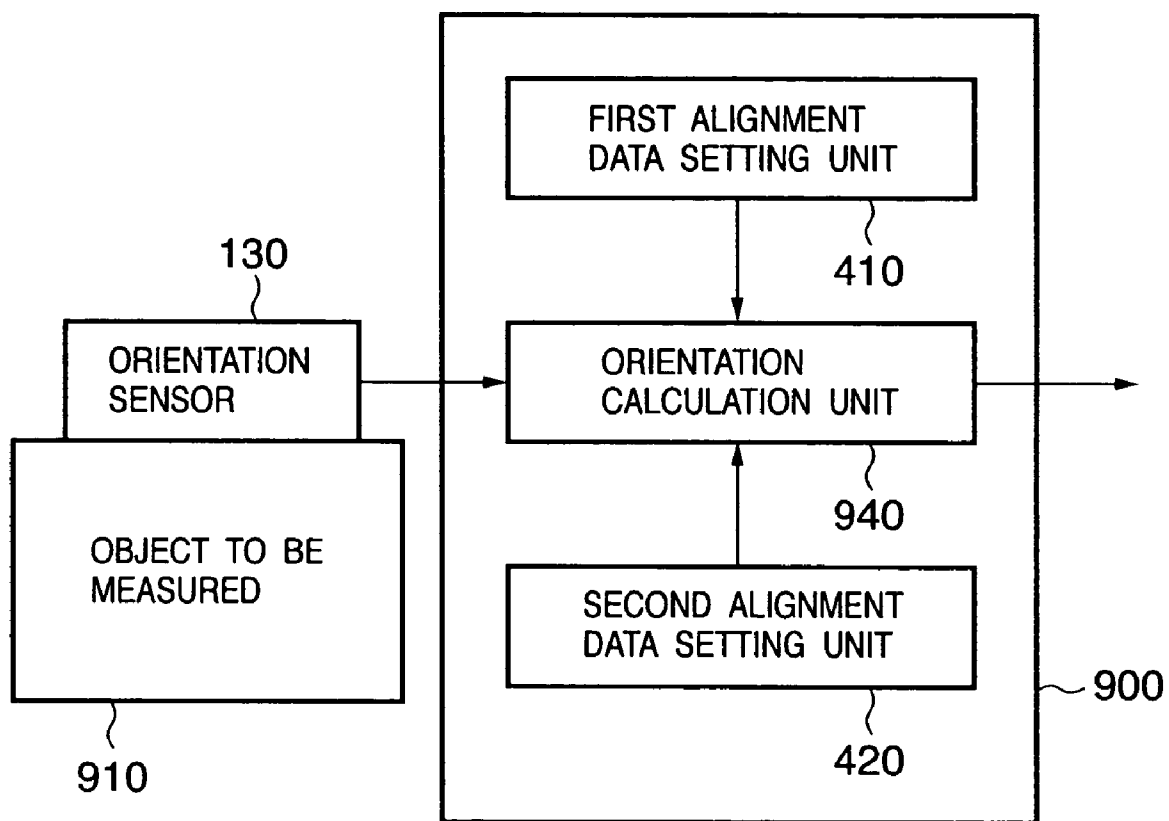 FIRST ALIGNMENT
DATA SETTING UNIT
410
130
ORIENTATION
SENSOR
ORIENTATION
CALCULATION UNIT
940
OBJECT TO BE
MEASURED
910
SECOND ALIGNMENT
DATA SETTING UNIT
420
900